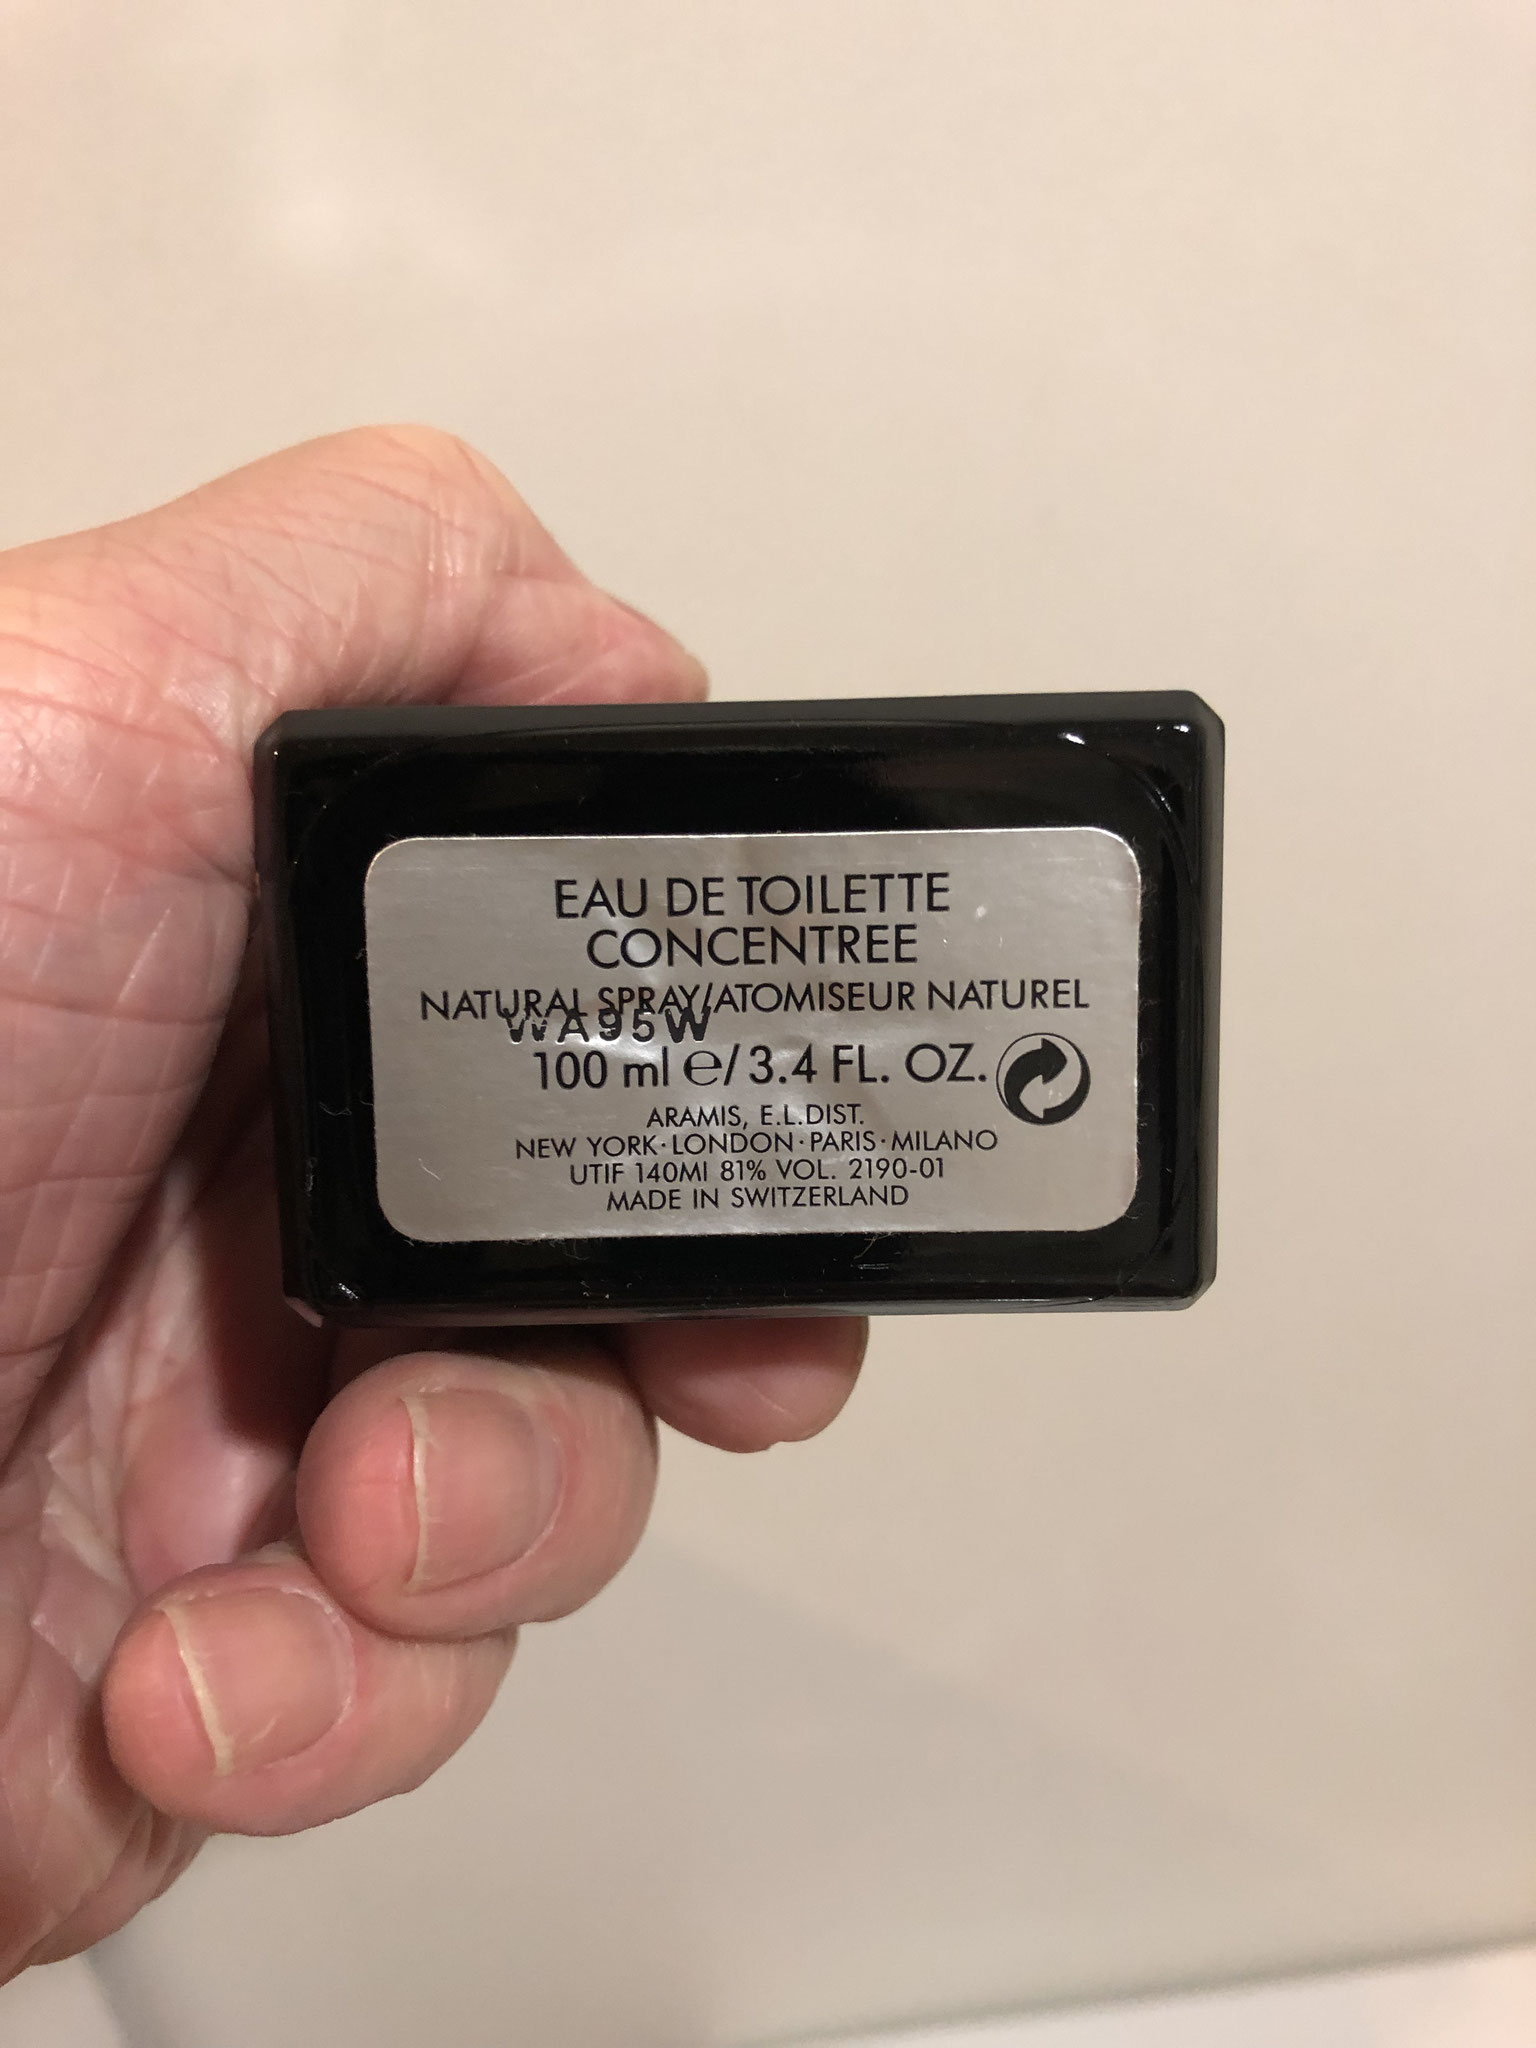 EAU DE TOILETTE
CONCENTREE
NATURAL SPRAY/ATOMISEUR NATUREL
WA95W
100 ml e/3.4 FL. OZ.
ARAMIS, E.L.DIST.
NEW YORK·LONDON·PARIS·MILANO
UTIF 140MI 81% VOL. 2190-01
MADE IN SWITZERLAND